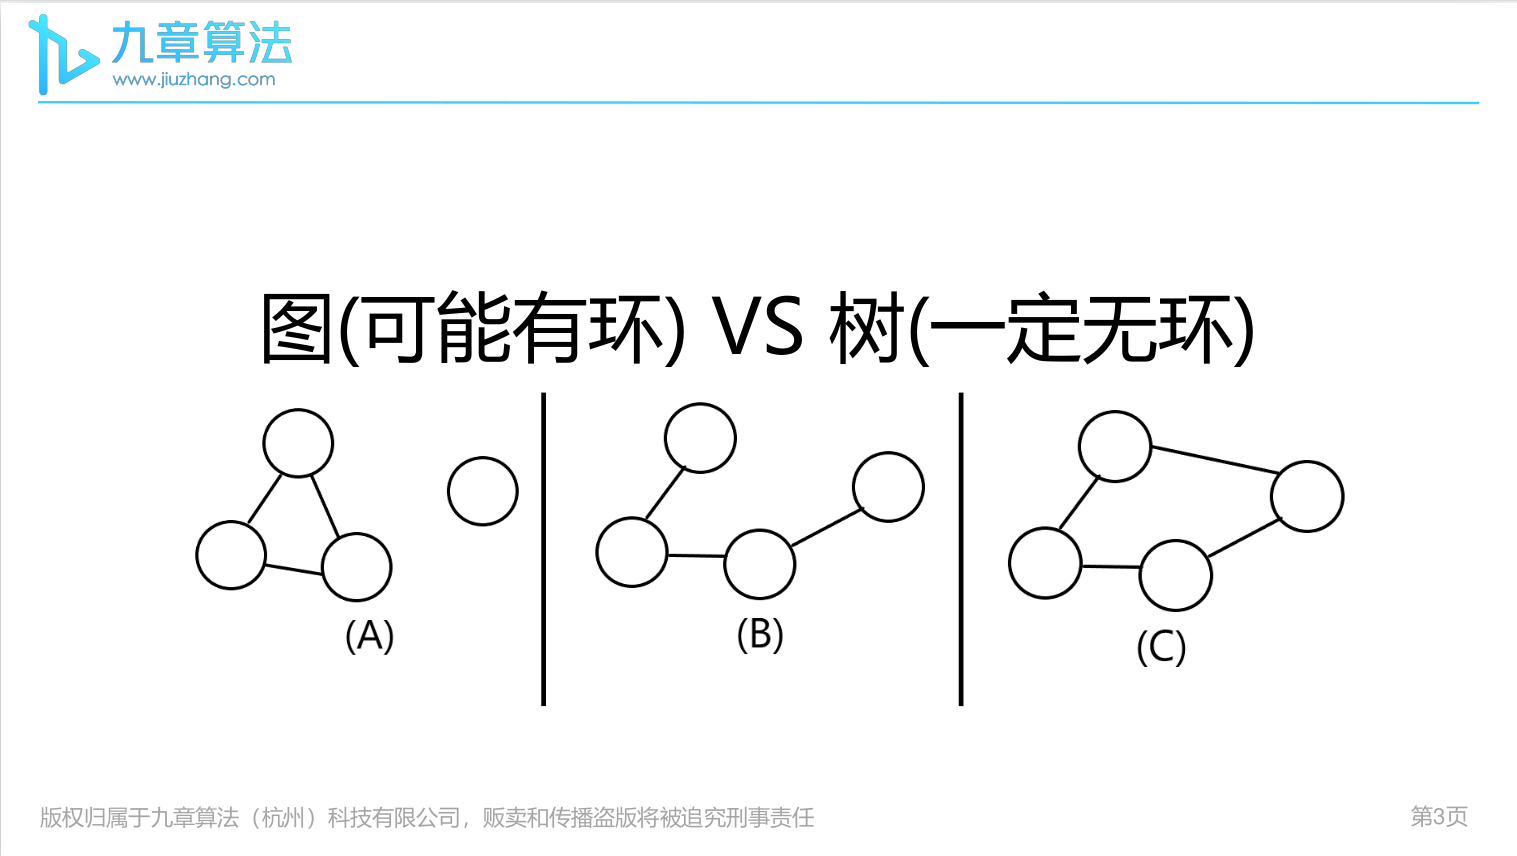 九章算法
www.jiuzhang.com
图(可能有环) VS 树(一定无环)
(A)
(B)
(C)
版权归属于九章算法（杭州）科技有限公司，贩卖和传播盗版将被追究刑事责任
第3页